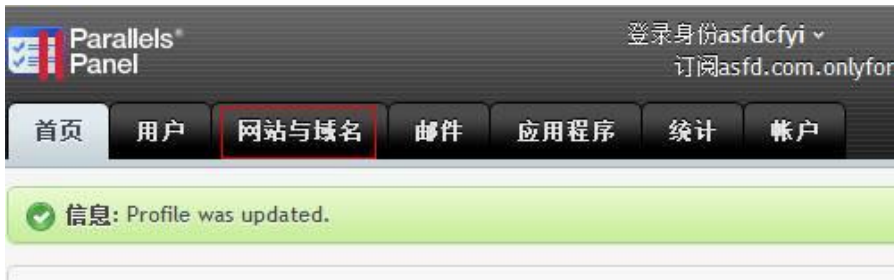 Parallels®
Panel
登录身份asfdcfyi
订阅asfd.com.onlyfor
首页 用户 网站与域名 邮件 应用程序 统计 帐户
信息: Profile was updated.